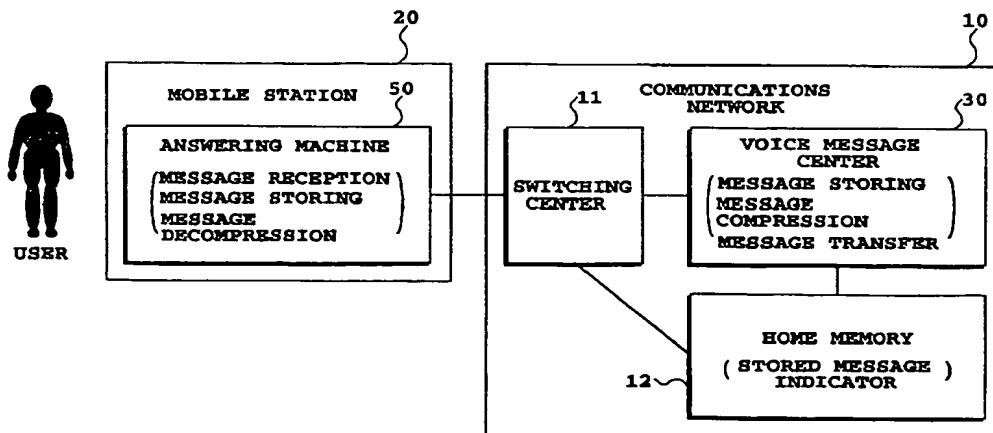 20
10
MOBILE STATION
50
ANSWERING MACHINE
(MESSAGE RECEPTION
MESSAGE STORING
MESSAGE
DECOMPRESSION)
USER
COMMUNICATIONS
NETWORK
11
30
SWITCHING
CENTER
VOICE MESSAGE
CENTER
(MESSAGE STORING
MESSAGE
COMPRESSION
MESSAGE TRANSFER)
HOME MEMORY
(STORED MESSAGE)
INDICATOR
12